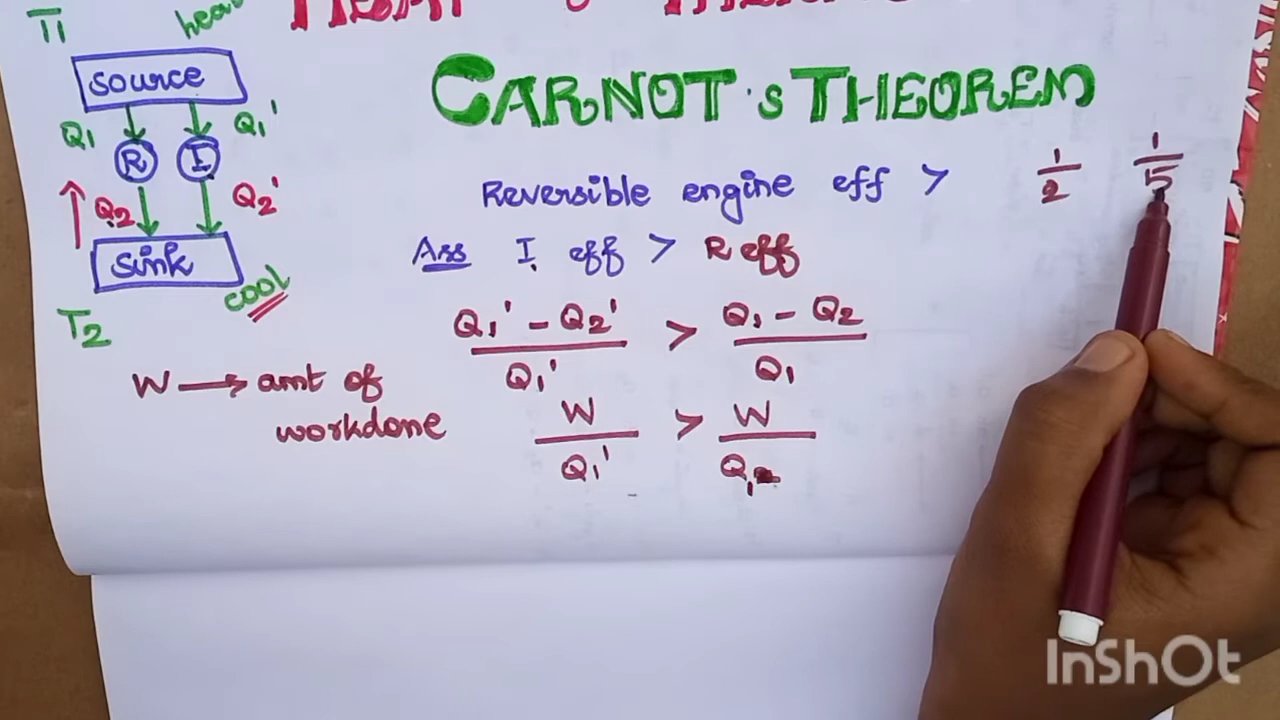 T1
source
Q1 Q1'
R I
Q2 Q2'
sink
cool
T2
CARNOT'S THEOREM
Reversible engine eff >
1/2 1/5
Ass I eff > R eff
Q1' - Q2' / Q1' > Q1 - Q2 / Q1
W → amt of
workdone
W / Q1' > W / Q1
InShOt